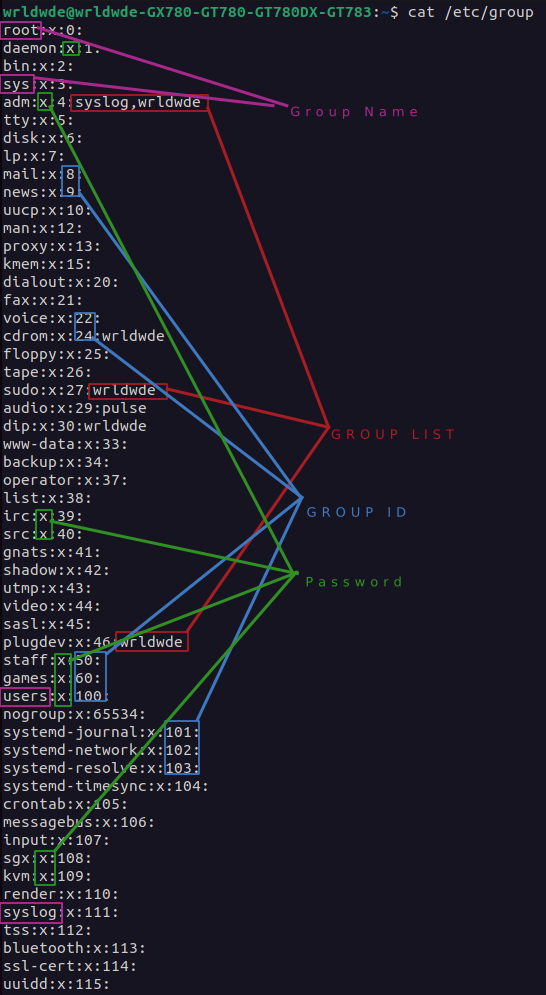 wrldwde@wrldwde-GX780-GT780-GT780DX-GT783:~$ cat /etc/group
root:x:0:
daemon:x:1:
bin:x:2:
sys:x:3:
adm:x:4:syslog,wrldwde
Group Name
tty:x:5:
disk:x:6:
lp:x:7:
mail:x:8:
news:x:9:
uucp:x:10:
man:x:12:
proxy:x:13:
kmem:x:15:
dialout:x:20:
fax:x:21:
voice:x:22:
cdrom:x:24:wrldwde
floppy:x:25:
tape:x:26:
sudo:x:27:wrldwde
audio:x:29:pulse
dip:x:30:wrldwde
GROUP LIST
www-data:x:33:
backup:x:34:
operator:x:37:
list:x:38:
GROUP ID
irc:x:39:
src:x:40:
gnats:x:41:
shadow:x:42:
Password
utmp:x:43:
video:x:44:
sasl:x:45:
plugdev:x:46:wrldwde
staff:x:50:
games:x:60:
users:x:100:
nogroup:x:65534:
systemd-journal:x:101:
systemd-network:x:102:
systemd-resolve:x:103:
systemd-timesync:x:104:
crontab:x:105:
messagebus:x:106:
input:x:107:
sgx:x:108:
kvm:x:109:
render:x:110:
syslog:x:111:
tss:x:112:
bluetooth:x:113:
ssl-cert:x:114:
uuidd:x:115: